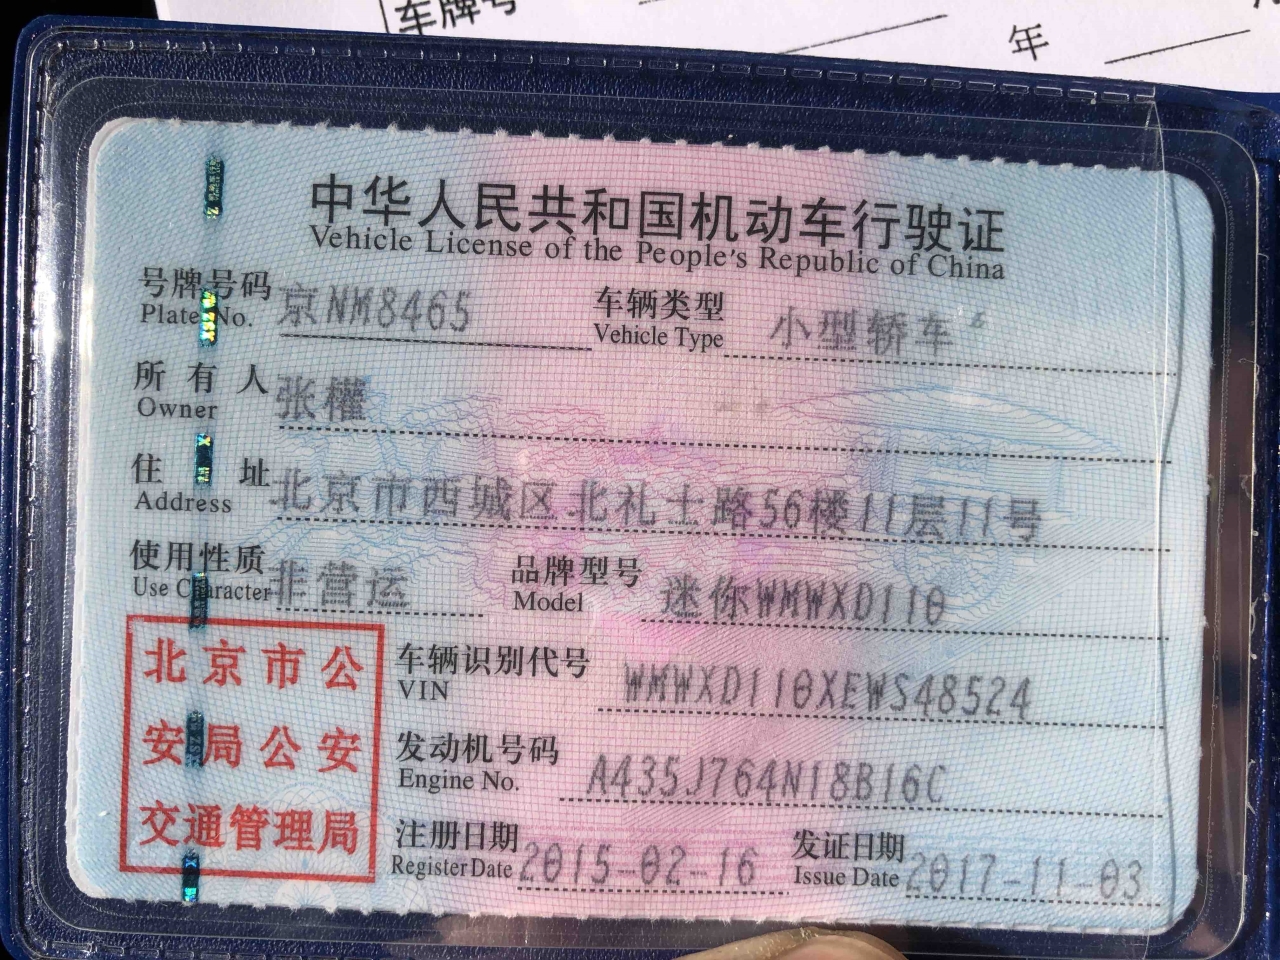 车牌号
年
中华人民共和国机动车行驶证
Vehicle License of the People's Republic of China
号牌号码 京NM8465 车辆类型 小型轿车
Plate No. Vehicle Type
所有人 张欋
Owner
住址 北京市西城区北礼士路56楼11层11号
Address
使用性质 非营运 品牌型号 迷你WMWXD110
Use Character Model
北京市公
安局公安
交通管理局
车辆识别代号 WMWXD110XEWS48524
VIN
发动机号码 A435J764N18B16C
Engine No.
注册日期 2015-02-16 发证日期 2017-11-03
Register Date Issue Date